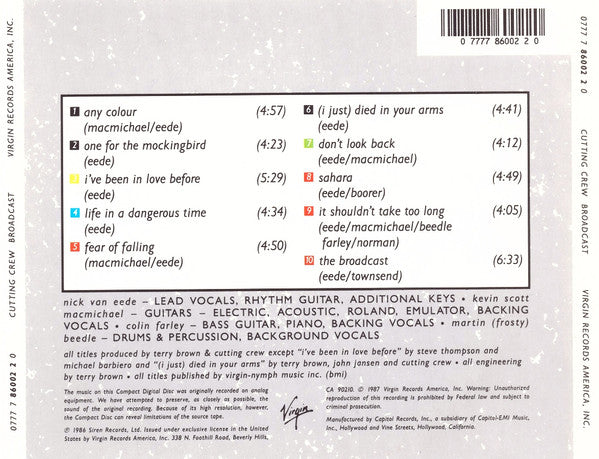 0 7777 86002 2 0
VIRGIN RECORDS AMERICA, INC.
CUTTING CREW BROADCAST
0777 7 86002 2 0
1 any colour (4:57)
(macmichael/eede)
2 one for the mockingbird (4:23)
(eede)
3 i've been in love before (5:29)
(eede)
4 life in a dangerous time (4:34)
(eede)
5 fear of falling (4:50)
(macmichael/eede)
6 (i just) died in your arms (4:41)
(eede)
7 don't look back (4:12)
(eede/macmichael)
8 sahara (4:49)
(eede/boorer)
9 it shouldn't take too long (4:05)
(eede/macmichael/beedle
farley/norman)
10 the broadcast (6:33)
(eede/townsend)
nick van eede – LEAD VOCALS, RHYTHM GUITAR, ADDITIONAL KEYS • kevin scott
macmichael – GUITARS – ELECTRIC, ACOUSTIC, ROLAND, EMULATOR, BACKING
VOCALS • colin farley – BASS GUITAR, PIANO, BACKING VOCALS • martin (frosty)
beedle – DRUMS & PERCUSSION, BACKGROUND VOCALS
all titles produced by terry brown & cutting crew except "i've been in love before" by steve thompson and
michael barbiero and "(i just) died in your arms" by terry brown, john jansen and cutting crew • all engineering
by terry brown • all titles published by virgin-nymph music inc. (bmi)
The music on this Compact Digital Disc was originally recorded on analog
equipment. We have attempted to preserve, as closely as possible, the
sound of the original recording. Because of its high resolution, however,
the Compact Disc can reveal limitations of the source tape.
℗ 1986 Siren Records Ltd. Issued under exclusive license in the United
States by Virgin Records America, Inc. 338 N. Foothill Road, Beverly Hills,
Virgin
CA 90210. © 1987 Virgin Records America, Inc. Warning: Unauthorized
reproduction of this recording is prohibited by Federal law and subject to
criminal prosecution.
Manufactured by Capitol Records, Inc., a subsidiary of Capitol-EMI Music,
Inc., Hollywood and Vine Streets, Hollywood, California.
0777 7 86002 2 0
CUTTING CREW BROADCAST
VIRGIN RECORDS AMERICA, INC.